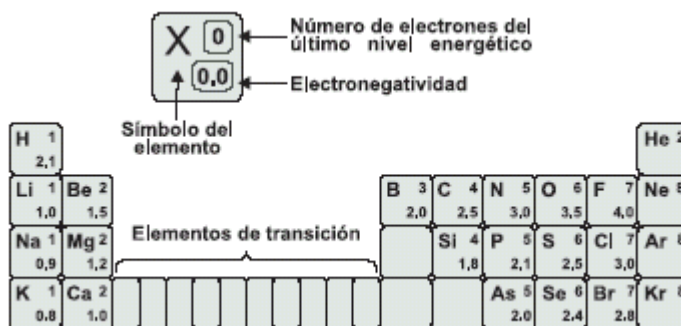 X 0
0,0
Número de electrones del
último nivel energético
Electronegatividad
Símbolo del
elemento
H 1
2,1
He 2
Li 1
1,0
Be 2
1,5
B 3
2,0
C 4
2,5
N 5
3,0
O 6
3,5
F 7
4,0
Ne 8
Na 1
0,9
Mg 2
1,2
Elementos de transición
Si 4
1,8
P 5
2,1
S 6
2,5
Cl 7
3,0
Ar 8
K 1
0.8
Ca 2
1.0
As 5
2.0
Se 6
2.4
Br 7
2.8
Kr 8